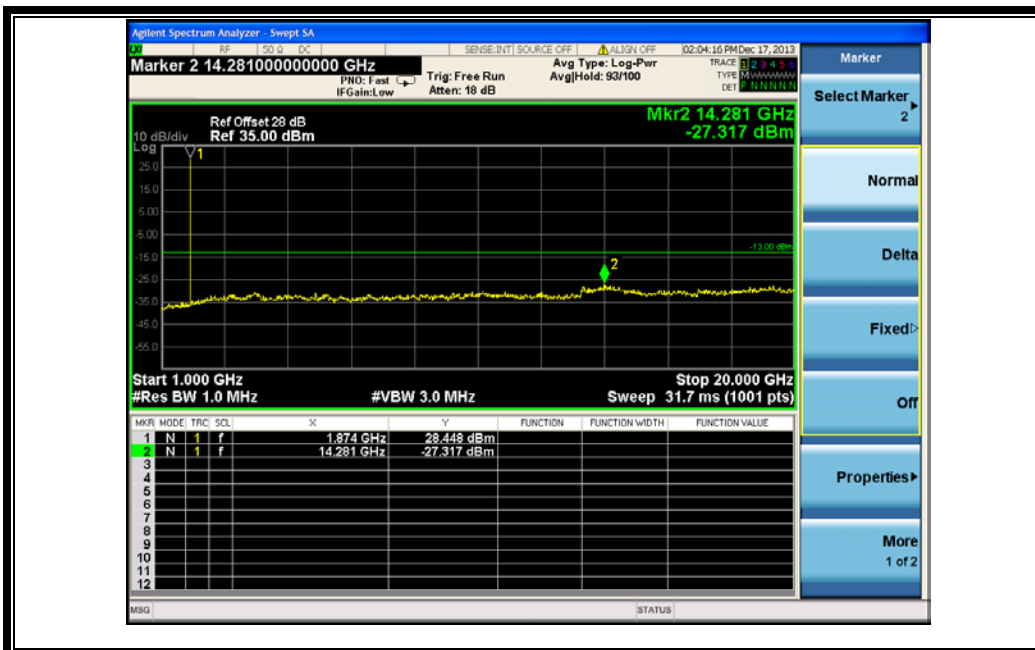 Agilent Spectrum Analyzer - Swept SA
RF 50 Ω DC SENSE:INT SOURCE OFF ALIGN OFF 02:04:16 PM Dec 17, 2013
Marker 2 14.281000000000 GHz
PNO: Fast
IFGain:Low
Trig: Free Run
Atten: 18 dB
Avg Type: Log-Pwr
Avg|Hold: 93/100
TRACE 1 2 3 4 5 6
TYPE M
DET P N N N N N
Mkr2 14.281 GHz
-27.317 dBm
Ref Offset 28 dB
10 dB/div Ref 35.00 dBm
Log
25.0
15.0
5.00
-5.00
-15.0
-25.0
-35.0
-45.0
-55.0
1
2
-13.00 dBm
Start 1.000 GHz Stop 20.000 GHz
#Res BW 1.0 MHz #VBW 3.0 MHz Sweep 31.7 ms (1001 pts)
MKR MODE TRC SCL X Y FUNCTION FUNCTION WIDTH FUNCTION VALUE
1 N 1 f 1.874 GHz 28.448 dBm
2 N 1 f 14.281 GHz -27.317 dBm
3
4
5
6
7
8
9
10
11
12
MSG STATUS
Marker
Select Marker
2
Normal
Delta
Fixed
Off
Properties
More
1 of 2